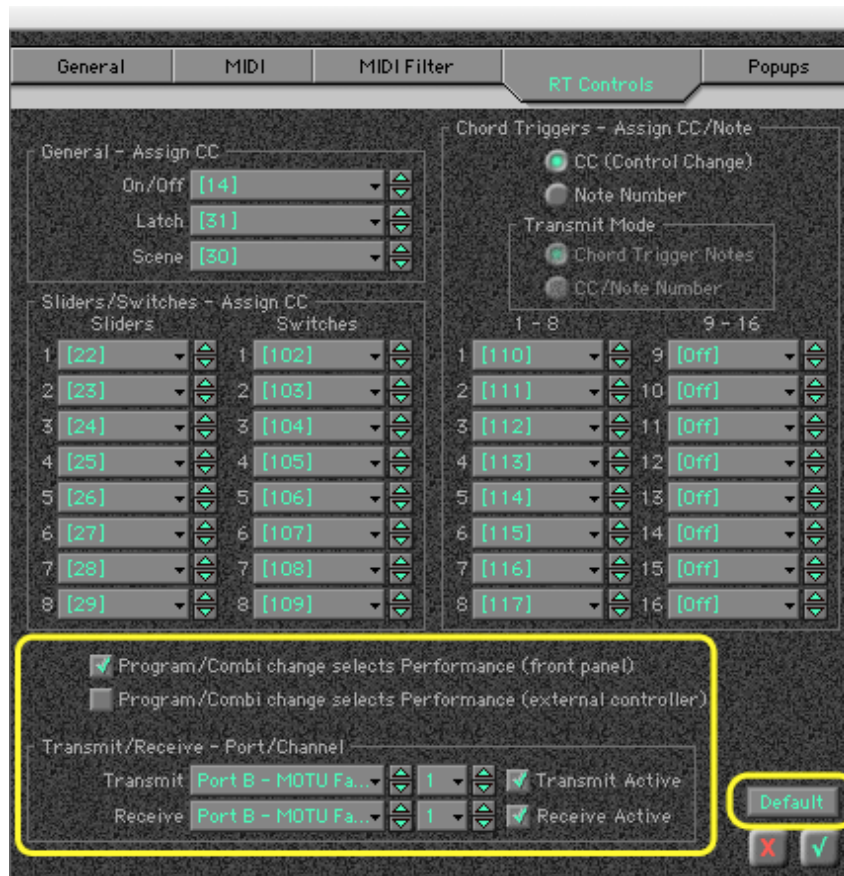 General MIDI MIDI Filter RT Controls Popups
General - Assign CC
On/Off [14]
Latch [31]
Scene [30]
Chord Triggers - Assign CC/Note
CC (Control Change)
Note Number
Transmit Mode
Chord Trigger Notes
CC/Note Number
Sliders/Switches - Assign CC
Sliders Switches
1 [22] 1 [102]
2 [23] 2 [103]
3 [24] 3 [104]
4 [25] 4 [105]
5 [26] 5 [106]
6 [27] 6 [107]
7 [28] 7 [108]
8 [29] 8 [109]
1 - 8 9 - 16
1 [110] 9 [Off]
2 [111] 10 [Off]
3 [112] 11 [Off]
4 [113] 12 [Off]
5 [114] 13 [Off]
6 [115] 14 [Off]
7 [116] 15 [Off]
8 [117] 16 [Off]
Program/Combi change selects Performance (front panel)
Program/Combi change selects Performance (external controller)
Transmit/Receive - Port/Channel
Transmit Port B - MOTU Fa... 1 Transmit Active
Receive Port B - MOTU Fa... 1 Receive Active
Default